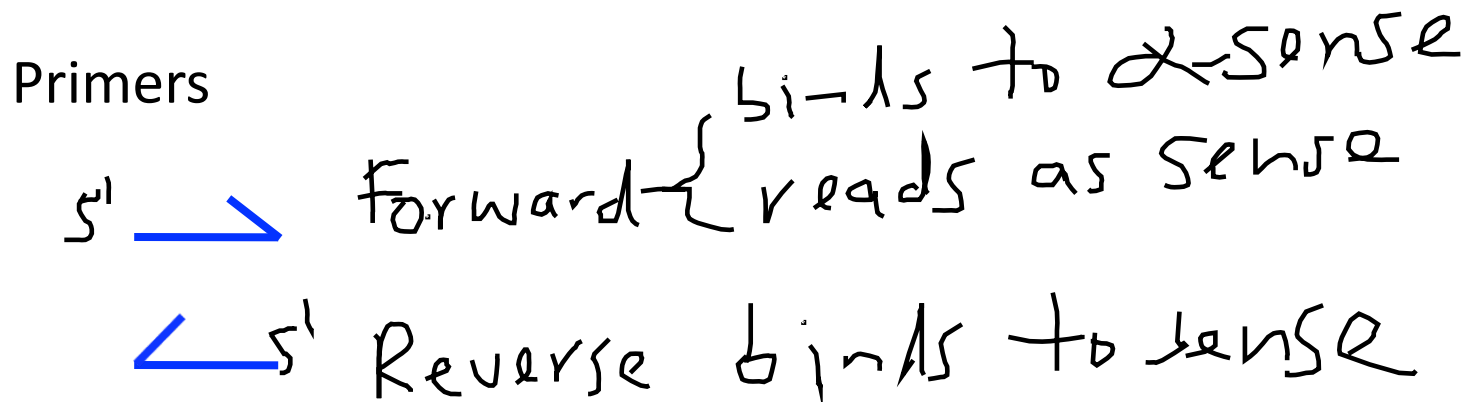 Primers
binds to α-sense
5' Forward { reads as sense
5' Reverse binds to sense